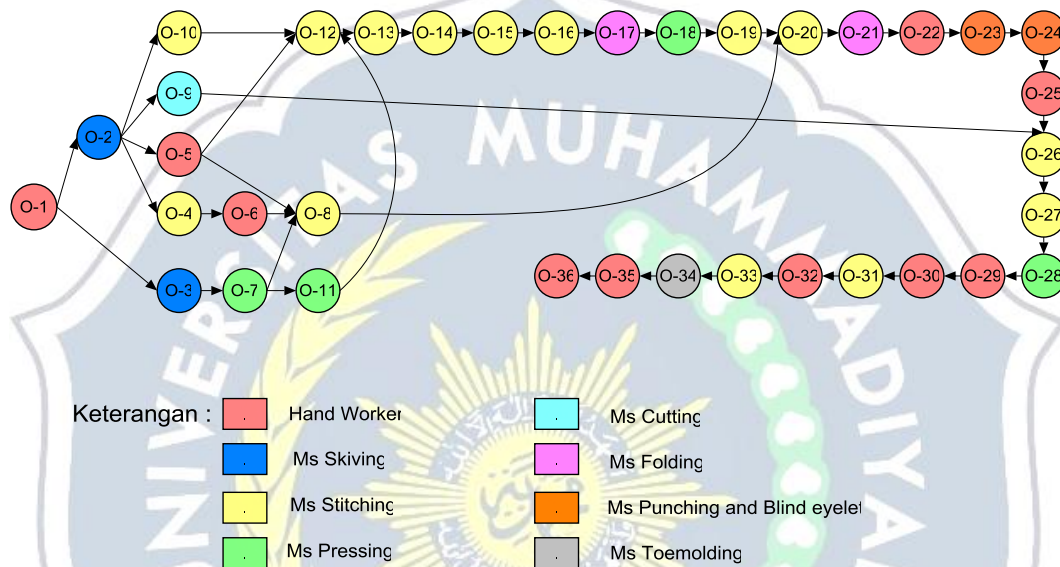 O-10 O-12 O-13 O-14 O-15 O-16 O-17 O-18 O-19 O-20 O-21 O-22 O-23 O-24
O-9 O-25
O-2
O-5 O-26
O-1 O-4 O-6 O-8 O-27
O-3 O-7 O-11 O-36 O-35 O-34 O-33 O-32 O-31 O-30 O-29 O-28
Keterangan : Hand Worker Ms Cutting
Ms Skiving Ms Folding
Ms Stitching Ms Punching and Blind eyelet
Ms Pressing Ms Toemolding
UNIVERSITAS MUHAMMADIYA